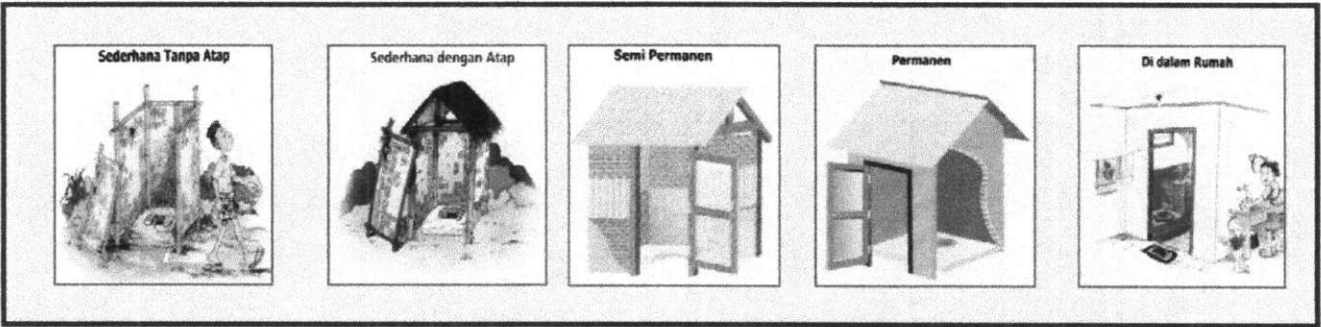 Sederhana Tanpa Atap
Sederhana dengan Atap
Semi Permanen
Permanen
Di dalam Rumah